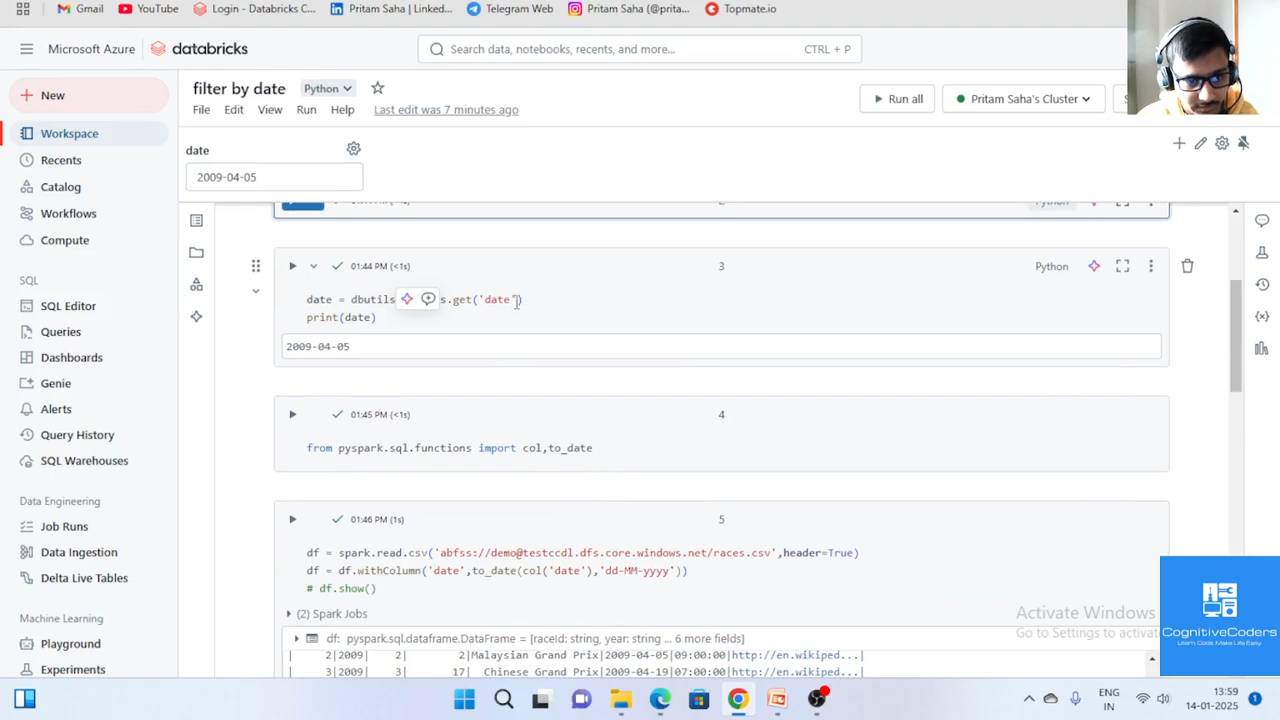 Gmail YouTube Login - Databricks C... Pritam Saha | Linked... Telegram Web Pritam Saha (@prita... Topmate.io
Microsoft Azure databricks Search data, notebooks, recents, and more... CTRL + P
filter by date Python
File Edit View Run Help Last edit was 7 minutes ago Run all Pritam Saha's Cluster
New
Workspace
Recents
Catalog
Workflows
Compute
SQL
SQL Editor
Queries
Dashboards
Genie
Alerts
Query History
SQL Warehouses
Data Engineering
Job Runs
Data Ingestion
Delta Live Tables
Machine Learning
Playground
Experiments
date
2009-04-05
01:44 PM (<1s) 3 Python
date = dbutils s.get('date')
print(date)
2009-04-05
01:45 PM (<1s) 4
from pyspark.sql.functions import col,to_date
01:46 PM (1s) 5
df = spark.read.csv('abfss://demo@testccdl.dfs.core.windows.net/races.csv',header=True)
df = df.withColumn('date',to_date(col('date'),'dd-MM-yyyy'))
# df.show()
(2) Spark Jobs
df: pyspark.sql.dataframe.DataFrame = [raceId: string, year: string ... 6 more fields]
| 2|2009| 2| 2|Malaysian Grand Prix|2009-04-05|09:00:00|http://en.wikiped...|
| 3|2009| 3| 17| Chinese Grand Prix|2009-04-19|07:00:00|http://en.wikiped...|
Activate Windows
Go to Settings to activate
CognitiveCoders
Learn Code Make Life Easy
ENG
IN
13:59
14-01-2025